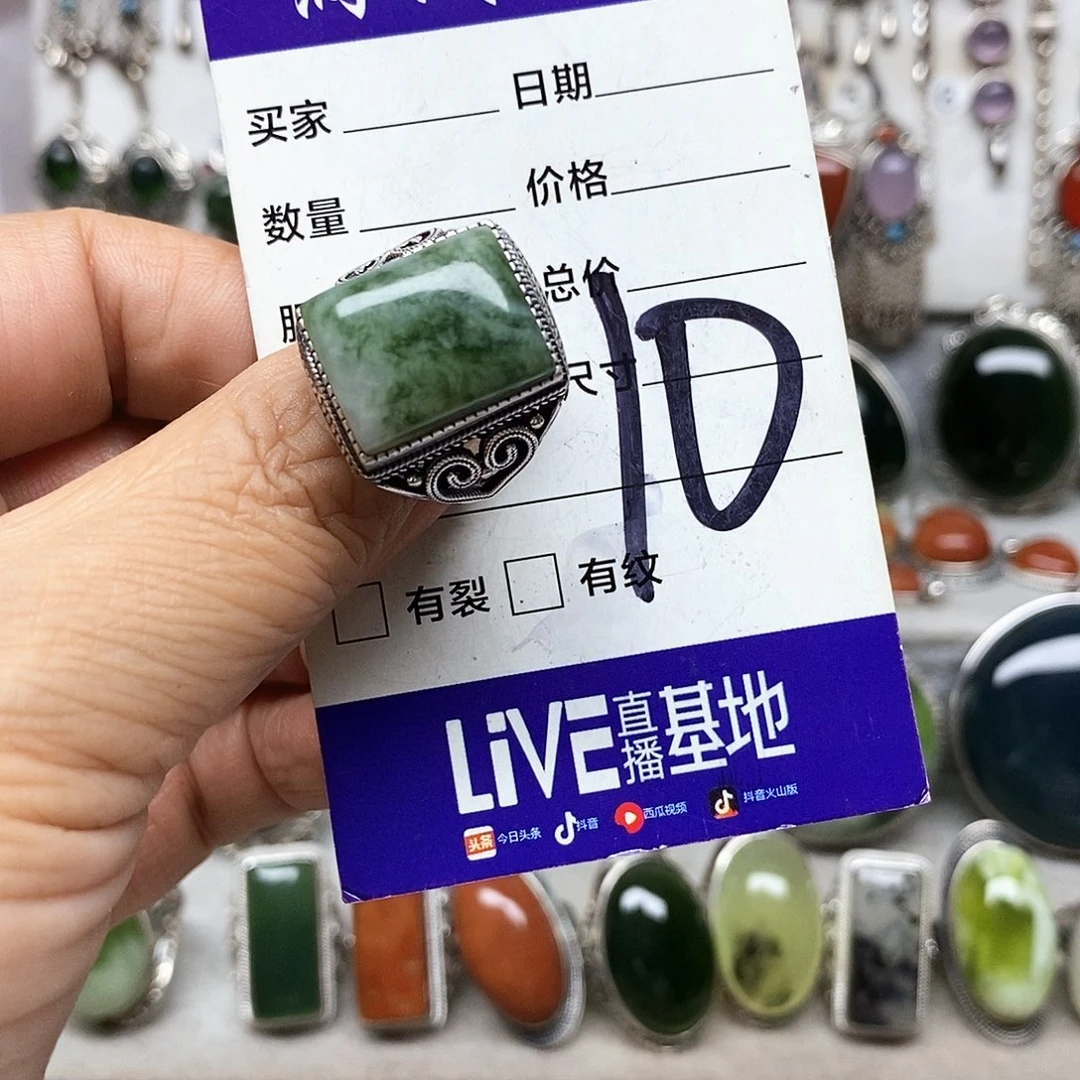 买家 日期
数量 价格
总价
尺寸
10
有裂 有纹
LiVE直播基地
今日头条 抖音 西瓜视频 抖音火山版